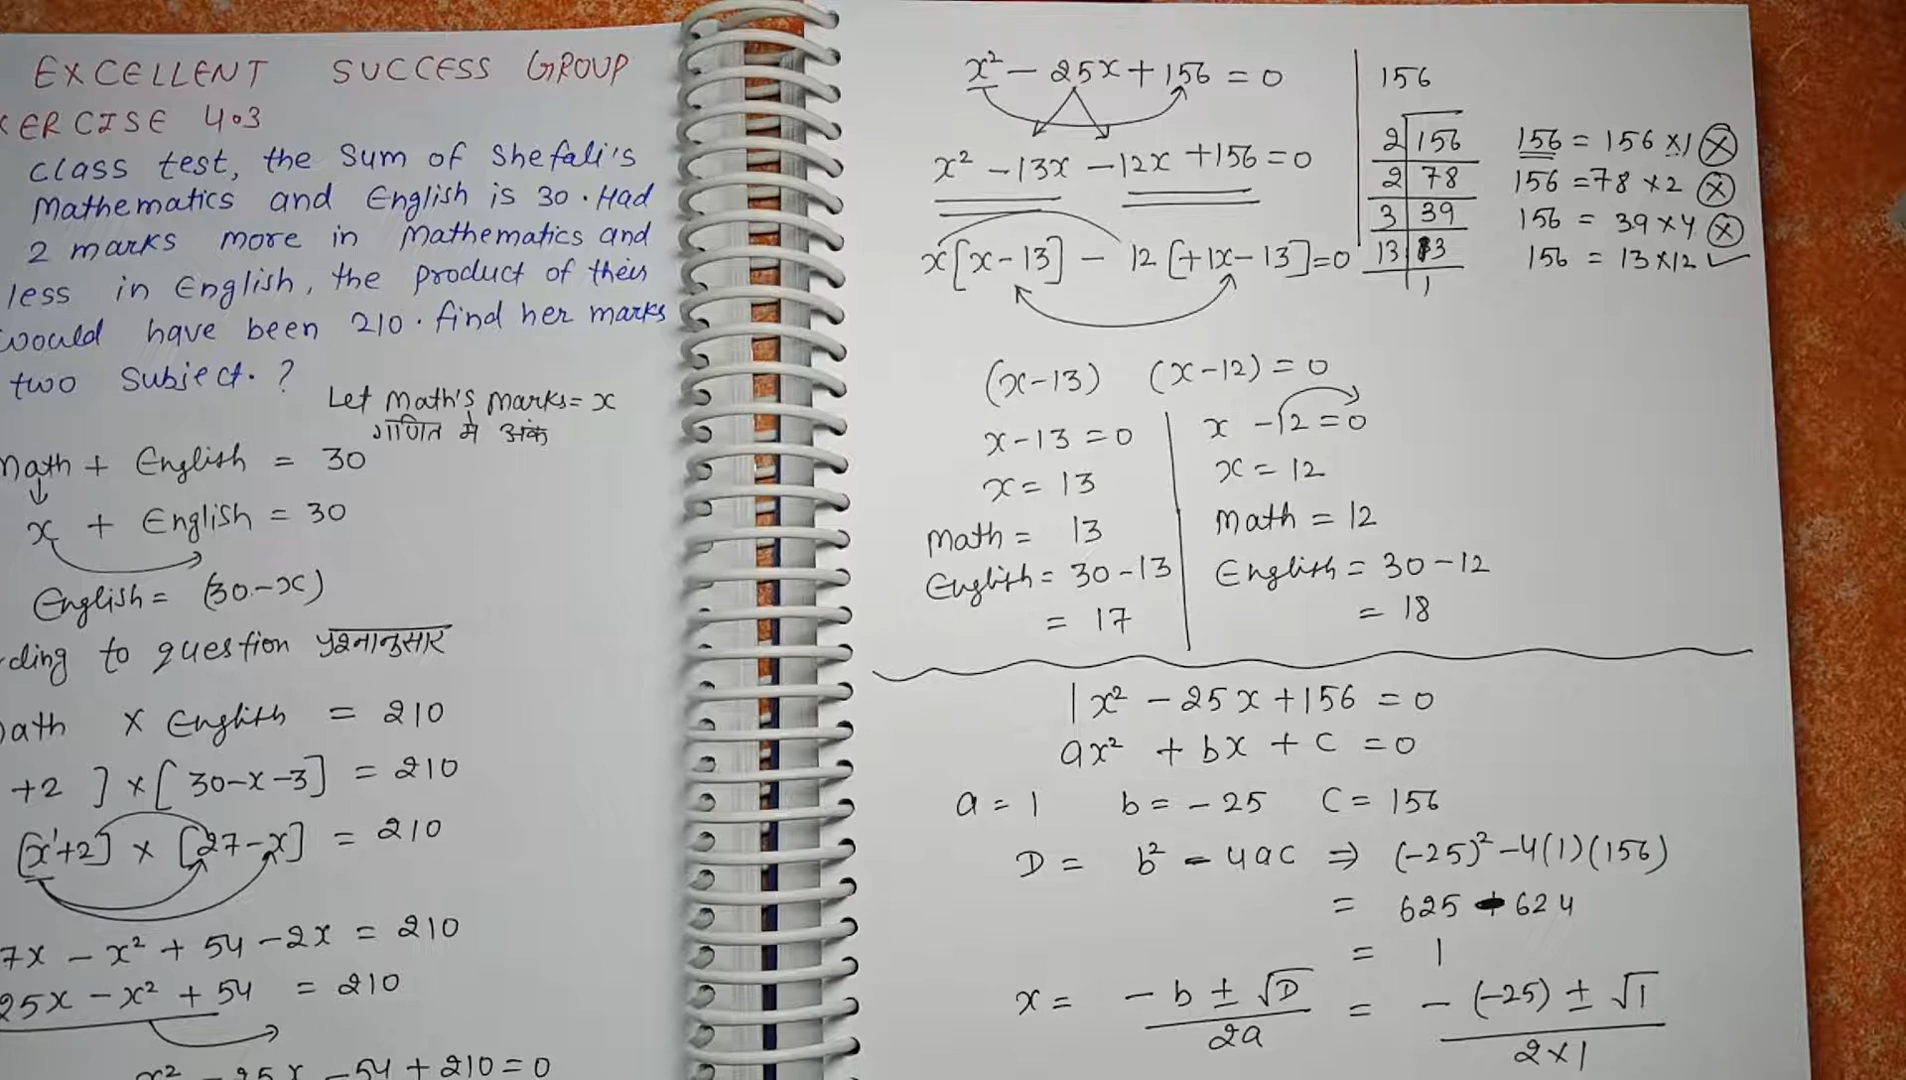 EXCELLENT SUCCESS GROUP
ERCISE 4.3
class test, the sum of Shefali's
Mathematics and English is 30. Had
2 marks more in Mathematics and
less in English, the product of their
would have been 210. find her marks
two subject. ?
Let Math's marks = x
गणित मे अंक
Math + English = 30
x + English = 30
English = (30-x)
ding to question प्रश्नानुसार
ath × English = 210
+2 ] × [ 30-x-3] = 210
[x+2] × [27-x] = 210
7x - x² + 54 - 2x = 210
25x - x² + 54 = 210
x² - 25x - 54 + 210 = 0
x² - 25x + 156 = 0
x² - 13x - 12x + 156 = 0
x[x-13] - 12[+1x-13] = 0
156
2 156
2 78
3 39
13 13
1
156 = 156 × 1 ⓧ
156 = 78 × 2 ⓧ
156 = 39 × 4 ⓧ
156 = 13 × 12 ✓
(x-13) (x-12) = 0
x-13 = 0
x = 13
Math = 13
English = 30-13
= 17
x - 12 = 0
x = 12
Math = 12
English = 30-12
= 18
1x² - 25x + 156 = 0
ax² + bx + c = 0
a = 1 b = -25 C = 156
D = b² - 4ac ⇒ (-25)² - 4(1)(156)
= 625 - 624
= 1
x = -b ± √D / 2a = -(-25) ± √1 / 2×1